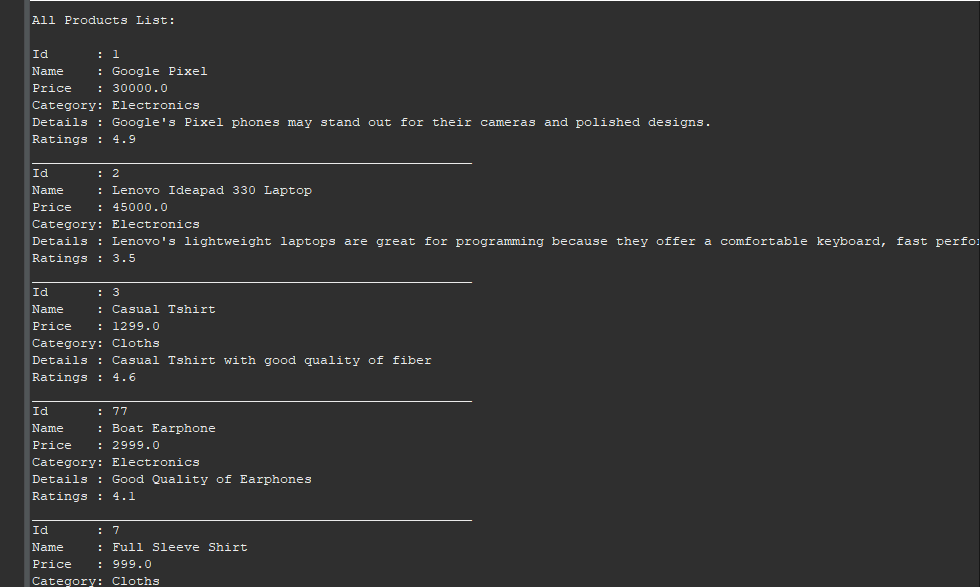 All Products List:
Id      : 1
Name    : Google Pixel
Price   : 30000.0
Category: Electronics
Details : Google's Pixel phones may stand out for their cameras and polished designs.
Ratings : 4.9
Id      : 2
Name    : Lenovo Ideapad 330 Laptop
Price   : 45000.0
Category: Electronics
Details : Lenovo's lightweight laptops are great for programming because they offer a comfortable keyboard, fast perfo
Ratings : 3.5
Id      : 3
Name    : Casual Tshirt
Price   : 1299.0
Category: Cloths
Details : Casual Tshirt with good quality of fiber
Ratings : 4.6
Id      : 77
Name    : Boat Earphone
Price   : 2999.0
Category: Electronics
Details : Good Quality of Earphones
Ratings : 4.1
Id      : 7
Name    : Full Sleeve Shirt
Price   : 999.0
Category: Cloths